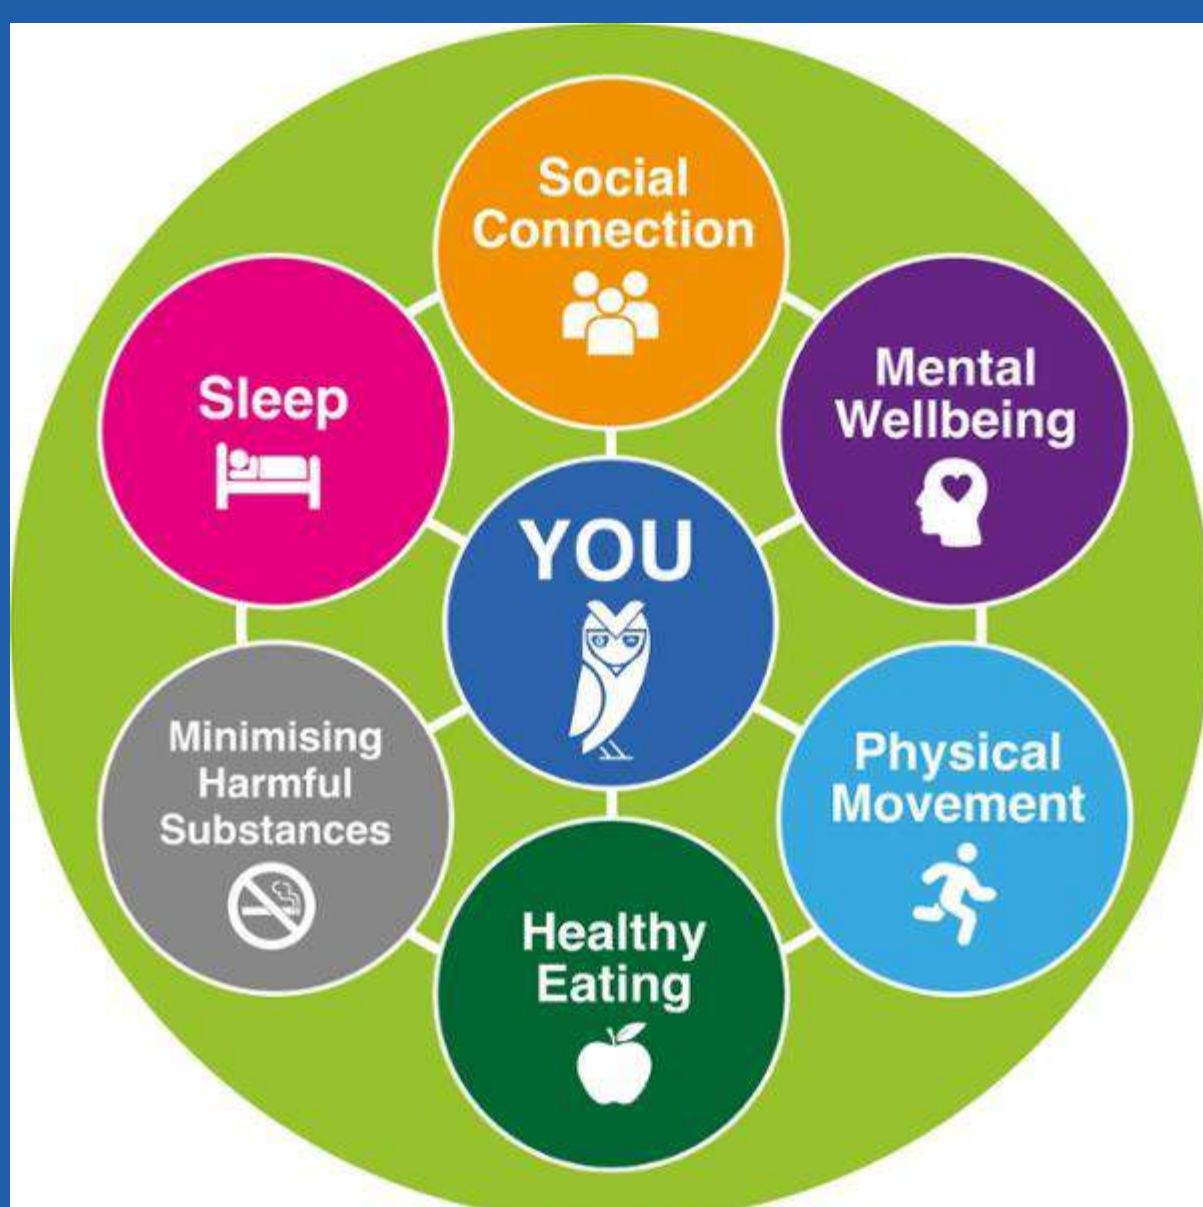 Social
Connection
Mental
Wellbeing
Sleep
YOU
Physical
Movement
Minimising
Harmful
Substances
Healthy
Eating